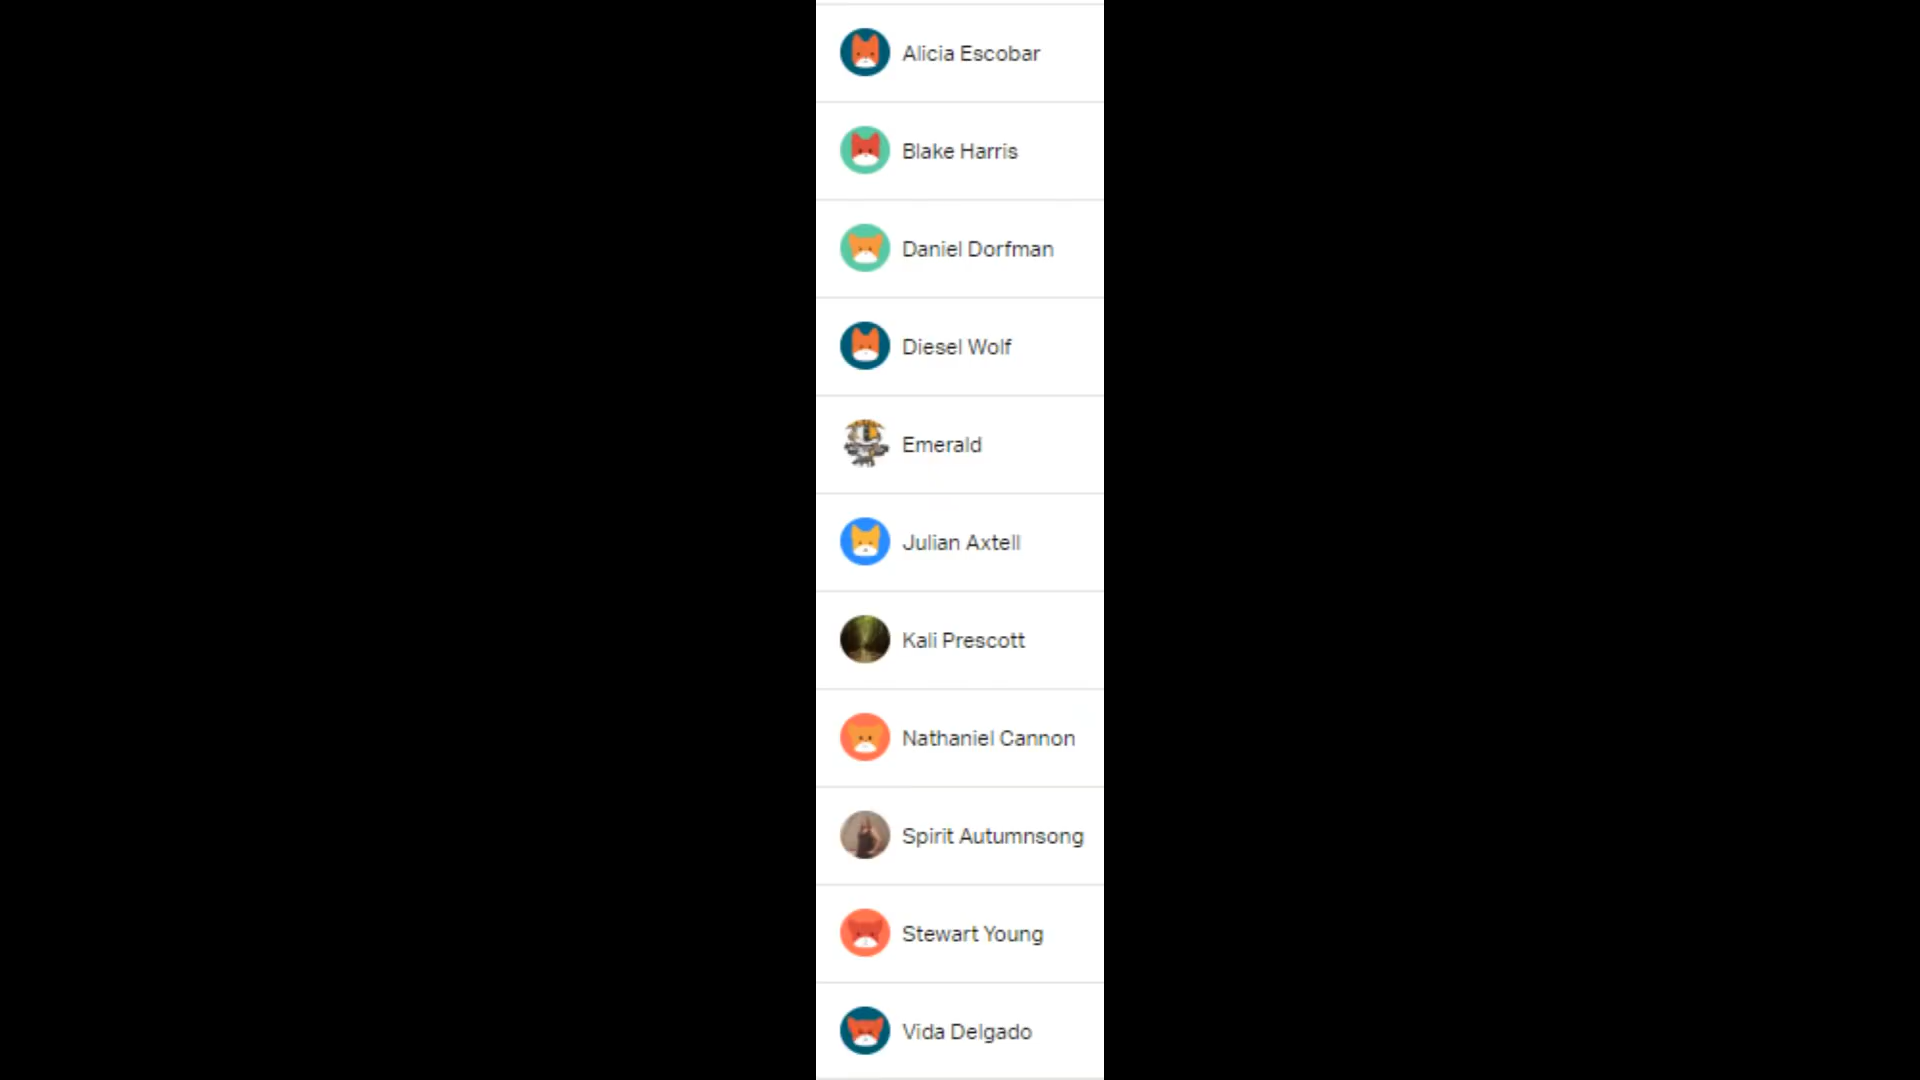 Alicia Escobar
Blake Harris
Daniel Dorfman
Diesel Wolf
Emerald
Julian Axtell
Kali Prescott
Nathaniel Cannon
Spirit Autumnsong
Stewart Young
Vida Delgado